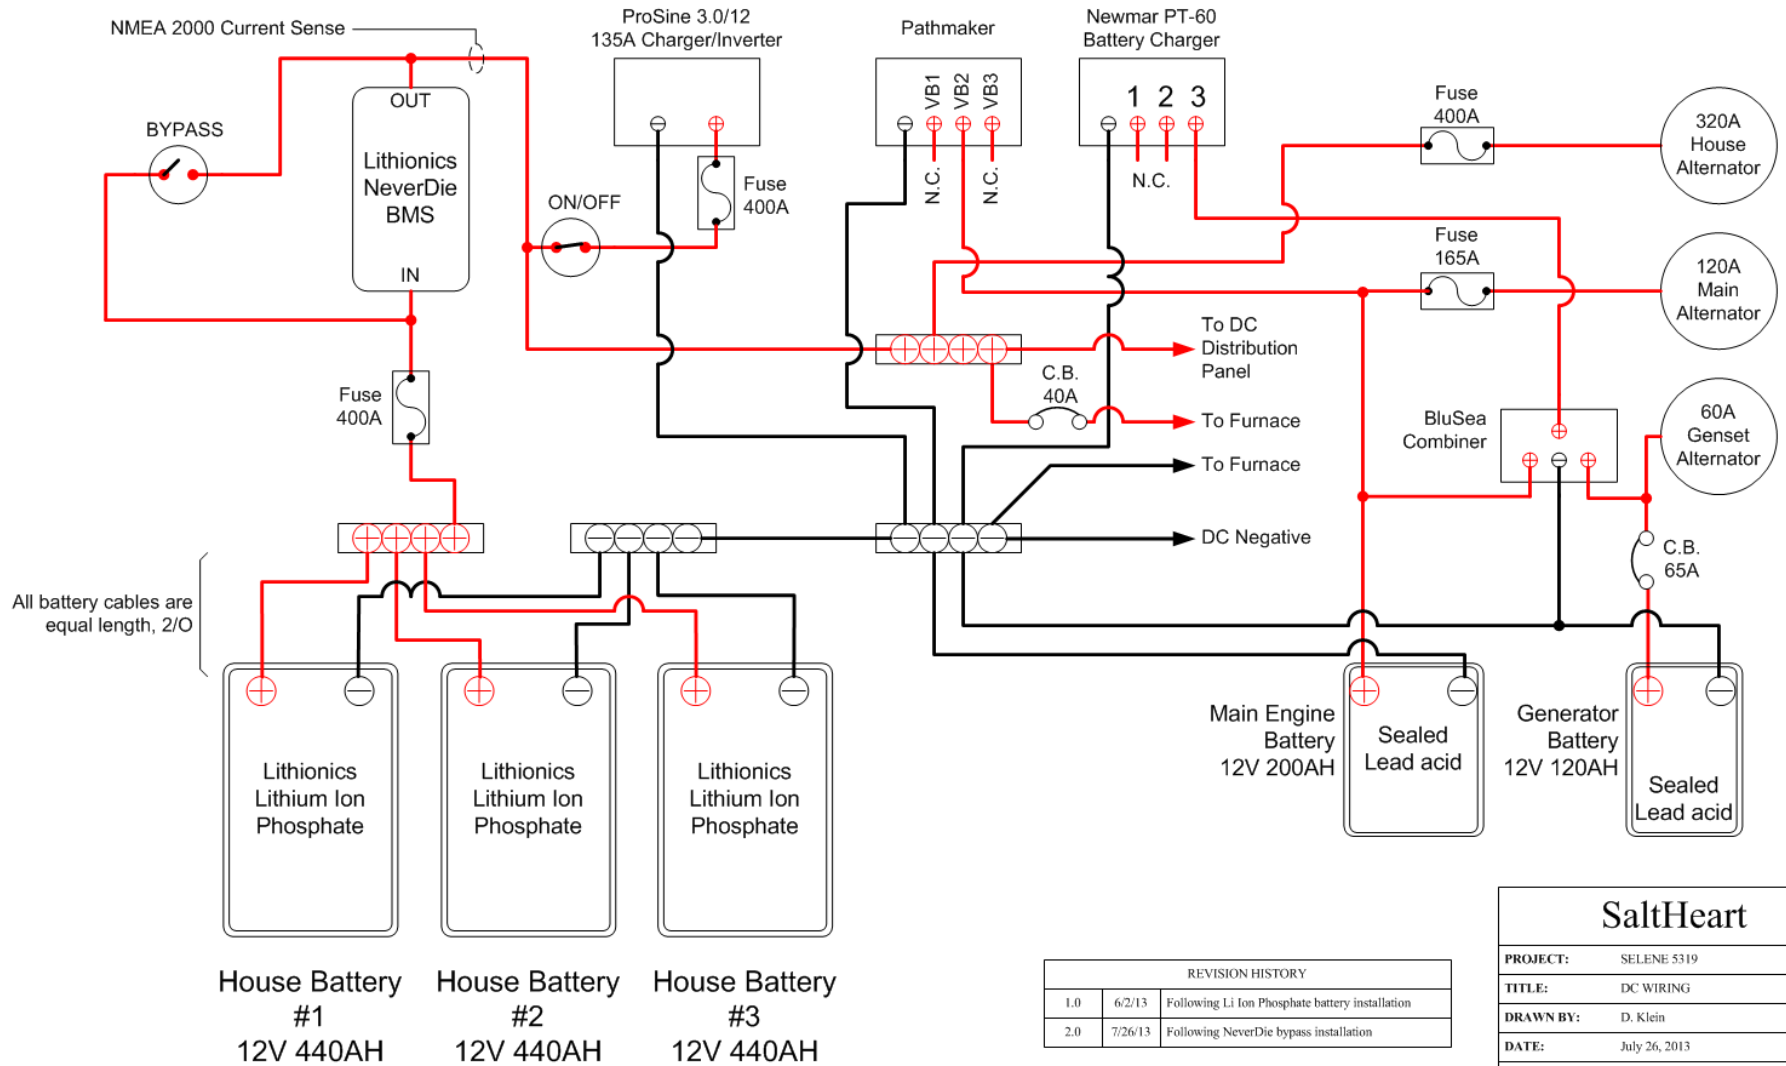 NMEA 2000 Current Sense
ProSine 3.0/12
135A Charger/Inverter
Pathmaker
Newmar PT-60
Battery Charger
OUT
Lithionics
NeverDie
BMS
IN
BYPASS
ON/OFF
Fuse
400A
VB1
VB2
VB3
N.C.
N.C.
1 2 3
N.C.
Fuse
400A
320A
House
Alternator
Fuse
165A
120A
Main
Alternator
To DC
Distribution
Panel
C.B.
40A
To Furnace
To Furnace
DC Negative
BluSea
Combiner
60A
Genset
Alternator
C.B.
65A
Fuse
400A
All battery cables are
equal length, 2/O
Lithionics
Lithium Ion
Phosphate
Lithionics
Lithium Ion
Phosphate
Lithionics
Lithium Ion
Phosphate
House Battery
#1
12V 440AH
House Battery
#2
12V 440AH
House Battery
#3
12V 440AH
Main Engine
Battery
12V 200AH
Sealed
Lead acid
Generator
Battery
12V 120AH
Sealed
Lead acid
REVISION HISTORY
1.0 6/2/13 Following Li Ion Phosphate battery installation
2.0 7/26/13 Following NeverDie bypass installation
SaltHeart
PROJECT: SELENE 5319
TITLE: DC WIRING
DRAWN BY: D. Klein
DATE: July 26, 2013